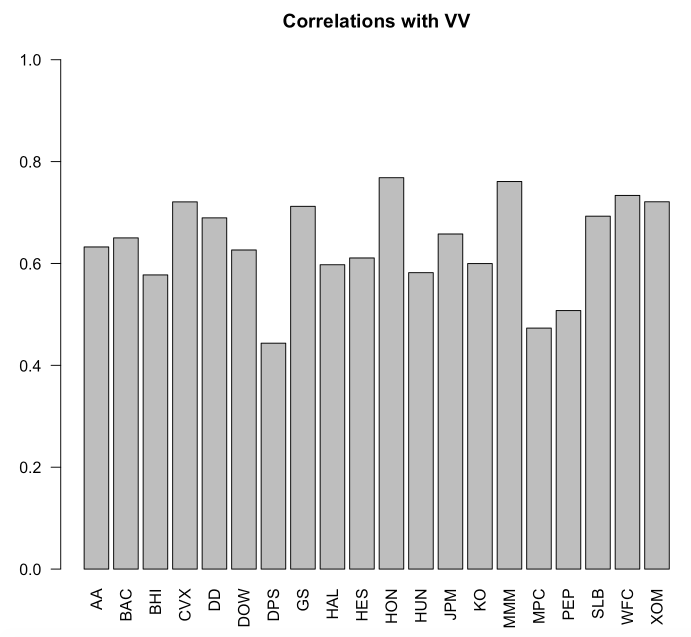 Correlations with VV
1.0
0.8
0.6
0.4
0.2
0.0
AA
BAC
BHI
CVX
DD
DOW
DPS
GS
HAL
HES
HON
HUN
JPM
KO
MMM
MPC
PEP
SLB
WFC
XOM